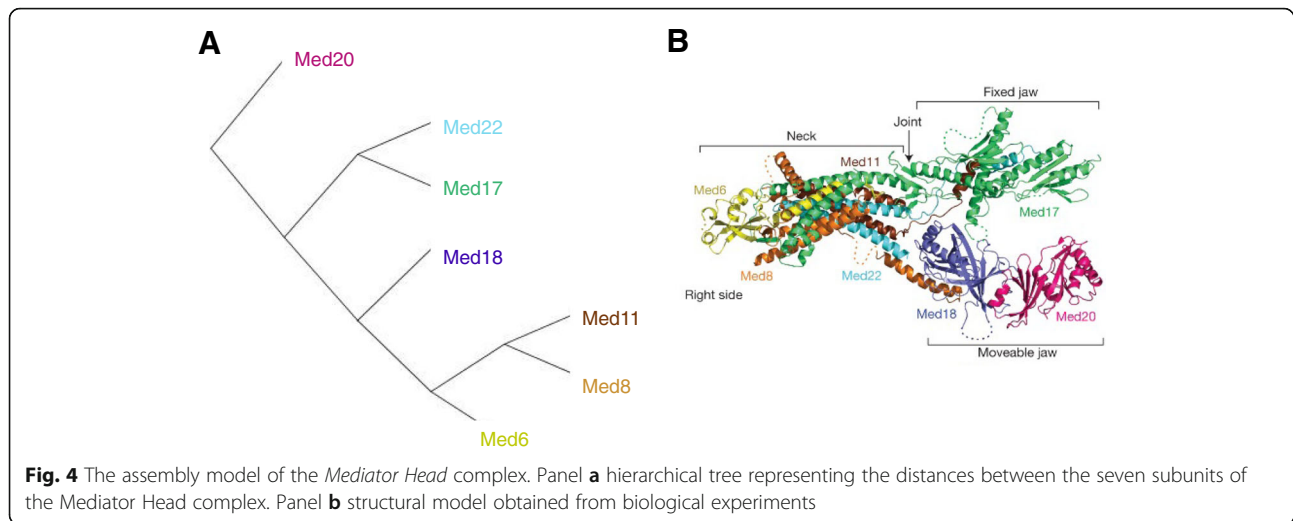 A
Med20
Med22
Med17
Med18
Med11
Med8
Med6
B
Fixed jaw
Joint
Neck
Med11
Med6
Med17
Med8
Med22
Right side
Med18
Med20
Moveable jaw
Fig. 4 The assembly model of the Mediator Head complex. Panel a hierarchical tree representing the distances between the seven subunits of
the Mediator Head complex. Panel b structural model obtained from biological experiments